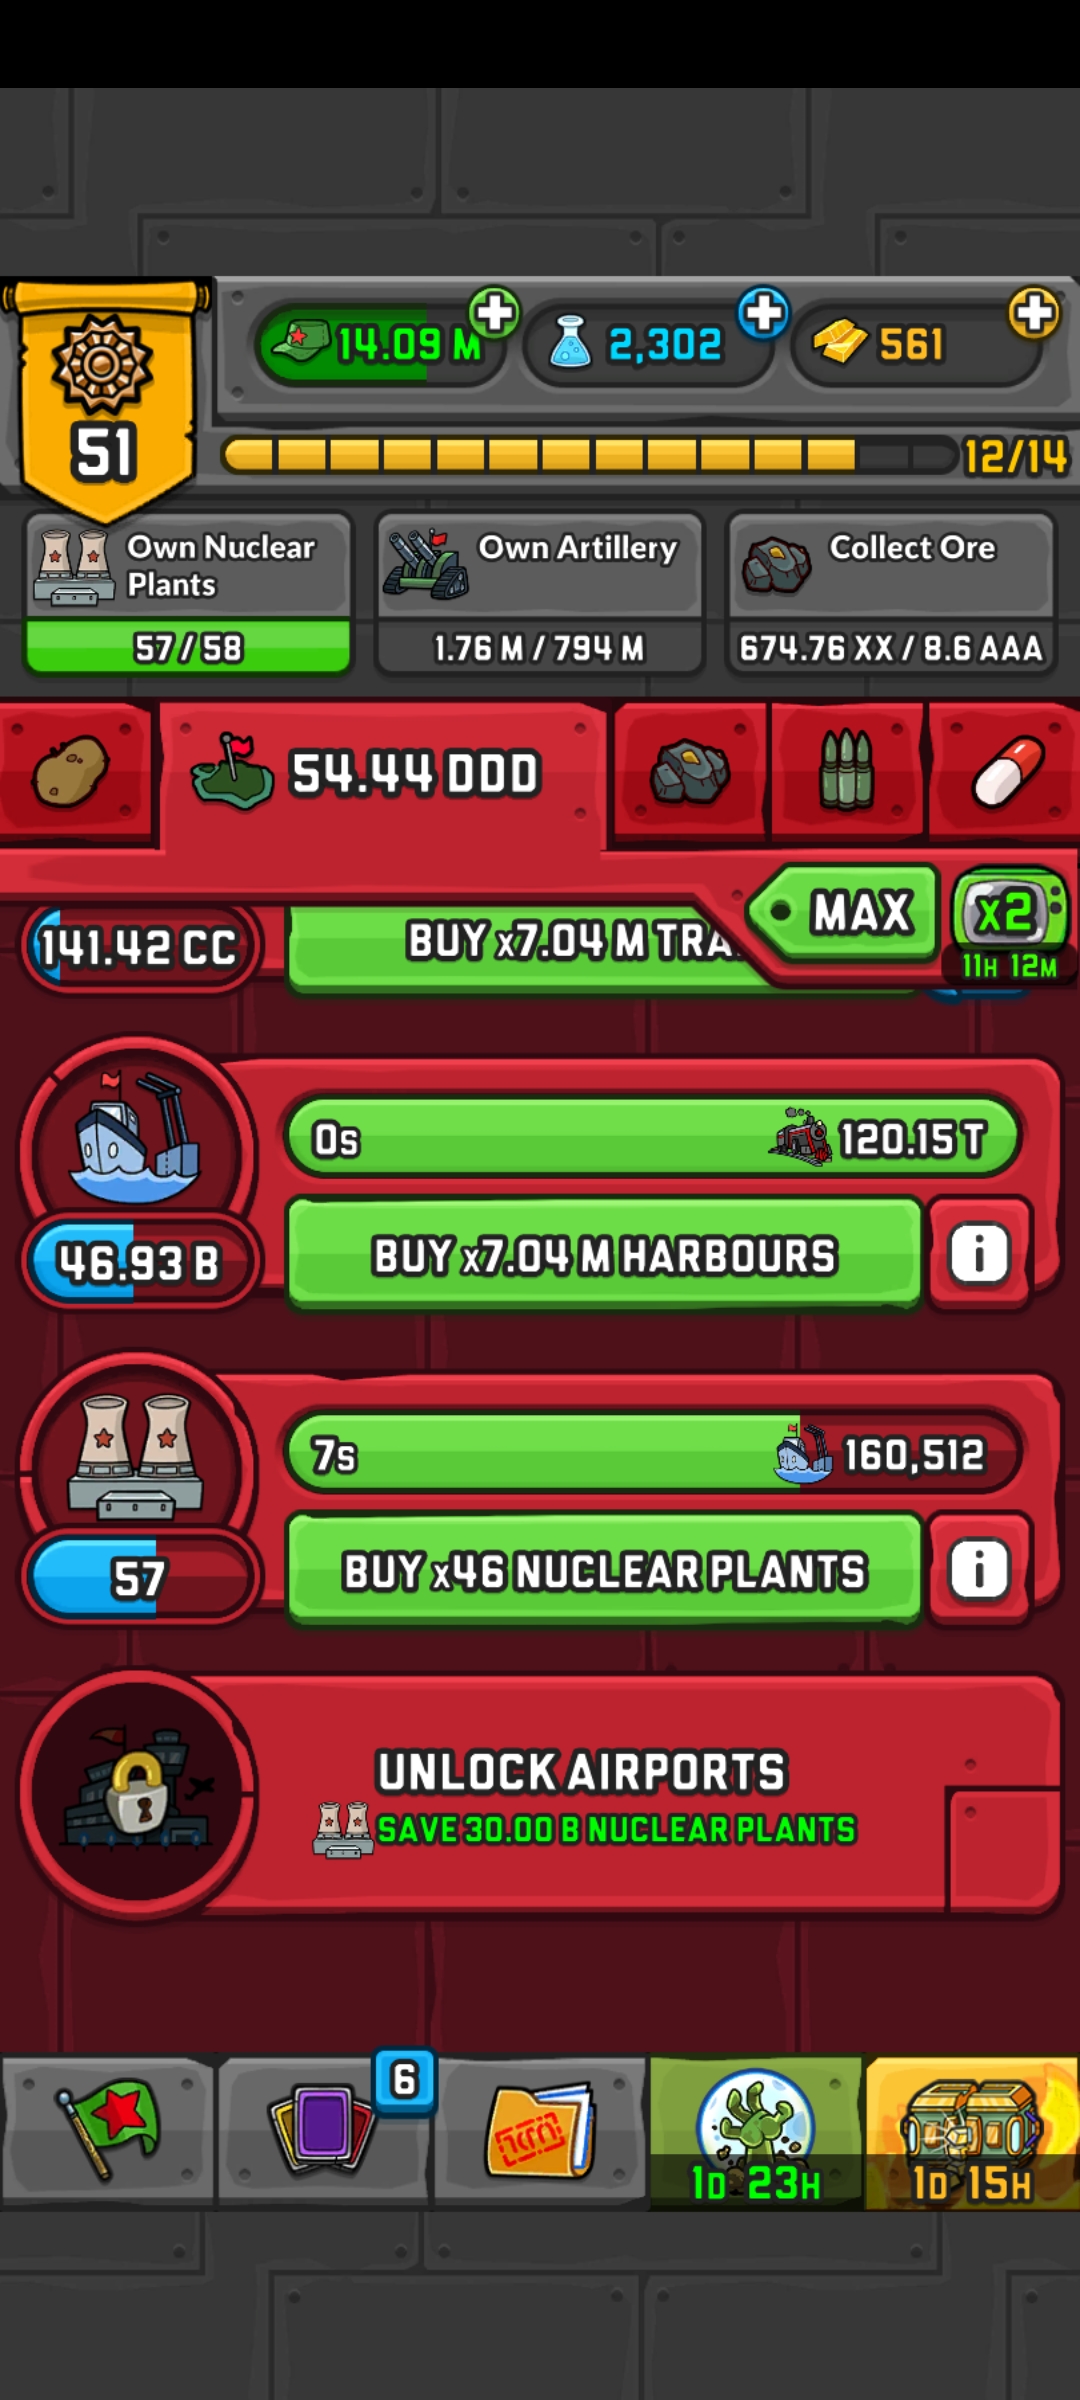 14.09 M
2,302
561
51
12/14
Own Nuclear
Plants
57/58
Own Artillery
1.76 M/794 M
Collect Ore
674.76 XX/8.6 AAA
54.44 DDD
MAX
x2
11H 12M
141.42 CC
BUY x7.04 M TRA
0s
120.15 T
46.93 B
BUY x7.04 M HARBOURS
i
7s
160,512
57
BUY x46 NUCLEAR PLANTS
i
UNLOCK AIRPORTS
SAVE 30.00 B NUCLEAR PLANTS
6
1D 23H
1D 15H